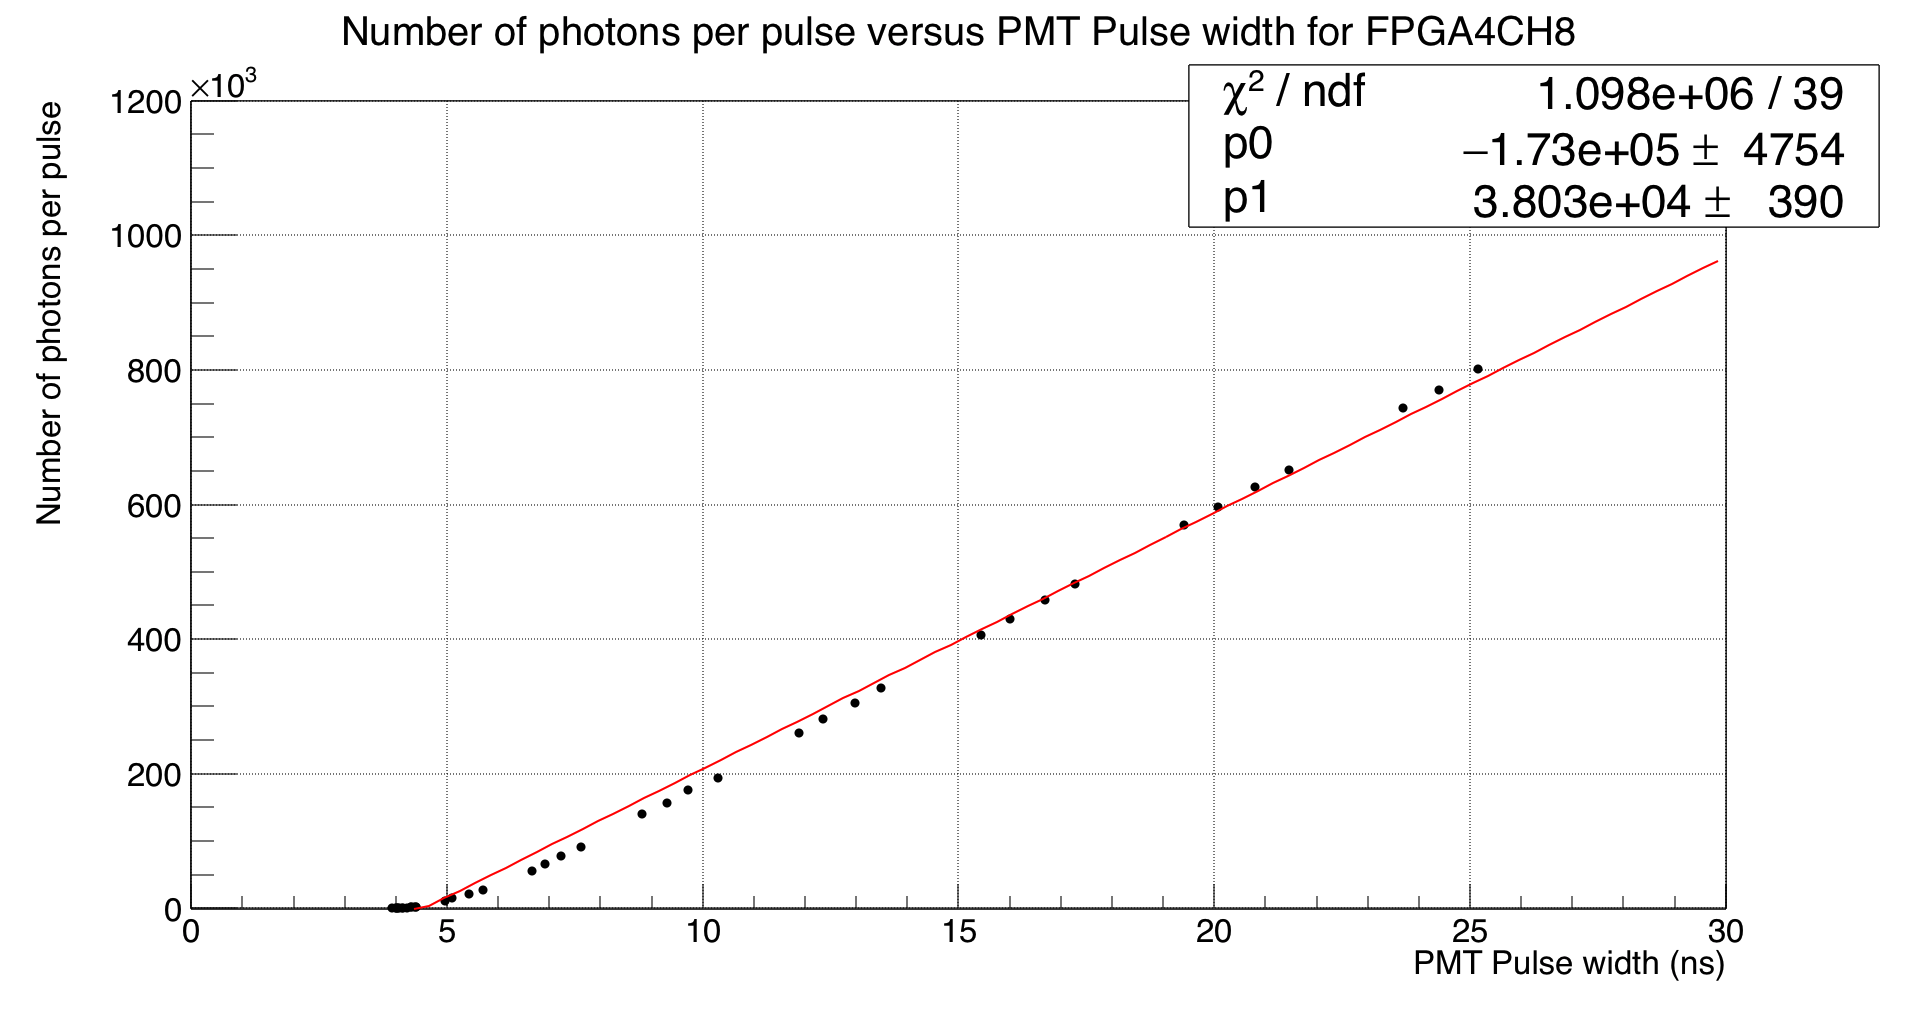 Number of photons per pulse versus PMT Pulse width for FPGA4CH8
×10³
χ² / ndf 1.098e+06 / 39
p0 −1.73e+05 ± 4754
p1 3.803e+04 ± 390
Number of photons per pulse
1200
1000
800
600
400
200
0
0 5 10 15 20 25 30
PMT Pulse width (ns)